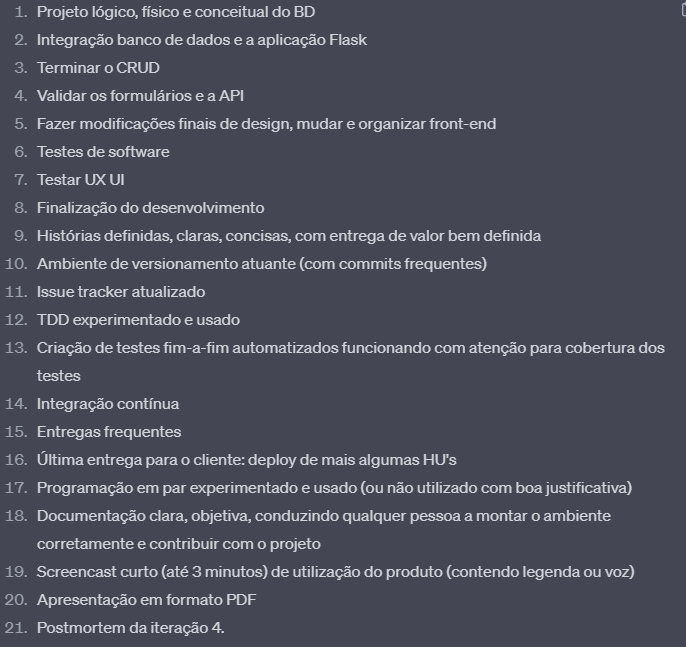 1. Projeto lógico, físico e conceitual do BD
2. Integração banco de dados e a aplicação Flask
3. Terminar o CRUD
4. Validar os formulários e a API
5. Fazer modificações finais de design, mudar e organizar front-end
6. Testes de software
7. Testar UX UI
8. Finalização do desenvolvimento
9. Histórias definidas, claras, concisas, com entrega de valor bem definida
10. Ambiente de versionamento atuante (com commits frequentes)
11. Issue tracker atualizado
12. TDD experimentado e usado
13. Criação de testes fim-a-fim automatizados funcionando com atenção para cobertura dos
testes
14. Integração contínua
15. Entregas frequentes
16. Última entrega para o cliente: deploy de mais algumas HU's
17. Programação em par experimentado e usado (ou não utilizado com boa justificativa)
18. Documentação clara, objetiva, conduzindo qualquer pessoa a montar o ambiente
corretamente e contribuir com o projeto
19. Screencast curto (até 3 minutos) de utilização do produto (contendo legenda ou voz)
20. Apresentação em formato PDF
21. Postmortem da iteração 4.